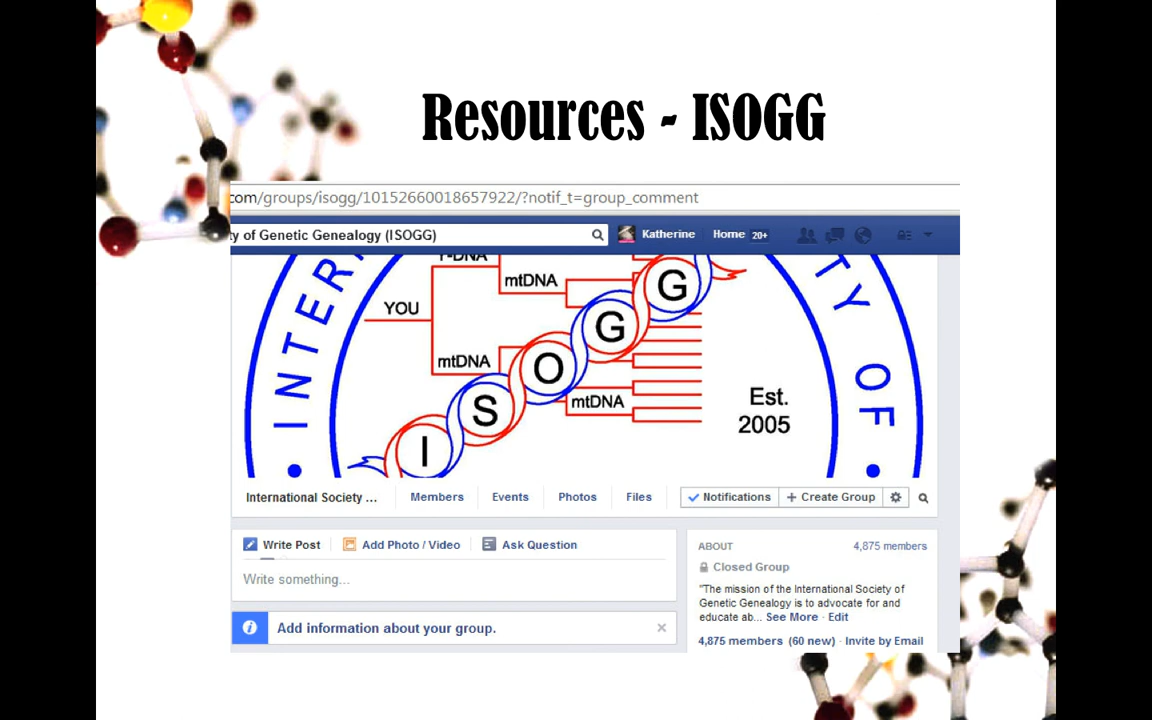 Resources - ISOGG
com/groups/isogg/10152660018657922/?notif_t=group_comment
ty of Genetic Genealogy (ISOGG)
Katherine
Home 20+
INTERN
TY OF
Y-DNA
mtDNA
YOU
mtDNA
mtDNA
I S O G G
Est.
2005
International Society ...
Members
Events
Photos
Files
Notifications
+ Create Group
Write Post
Add Photo / Video
Ask Question
Write something...
Add information about your group.
ABOUT
4,875 members
Closed Group
"The mission of the International Society of
Genetic Genealogy is to advocate for and
educate ab... See More · Edit
4,875 members (60 new) · Invite by Email